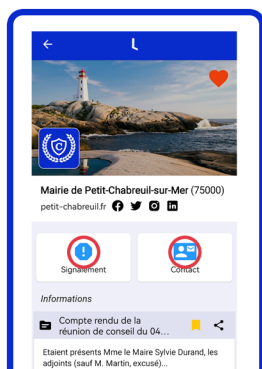 Mairie de Petit-Chabreuil-sur-Mer (75000)
petit-chabreuil.fr
Signalement
Contact
Informations
Compte rendu de la
réunion de conseil du 04...
Etaient présents Mme le Maire Sylvie Durand, les
adjoints (sauf M. Martin, excusé)...